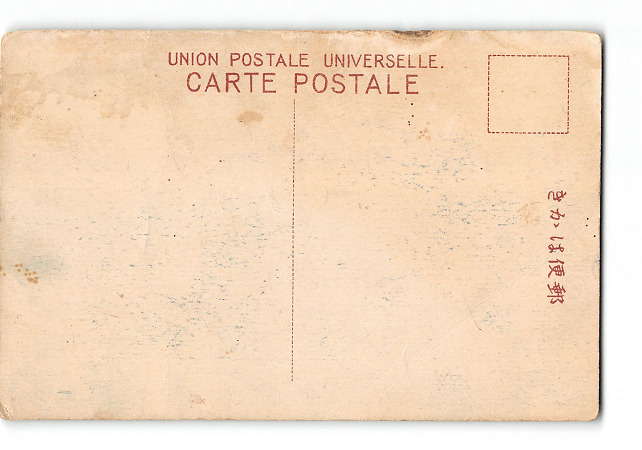 UNION POSTALE UNIVERSELLE.
CARTE POSTALE
郵便はかき